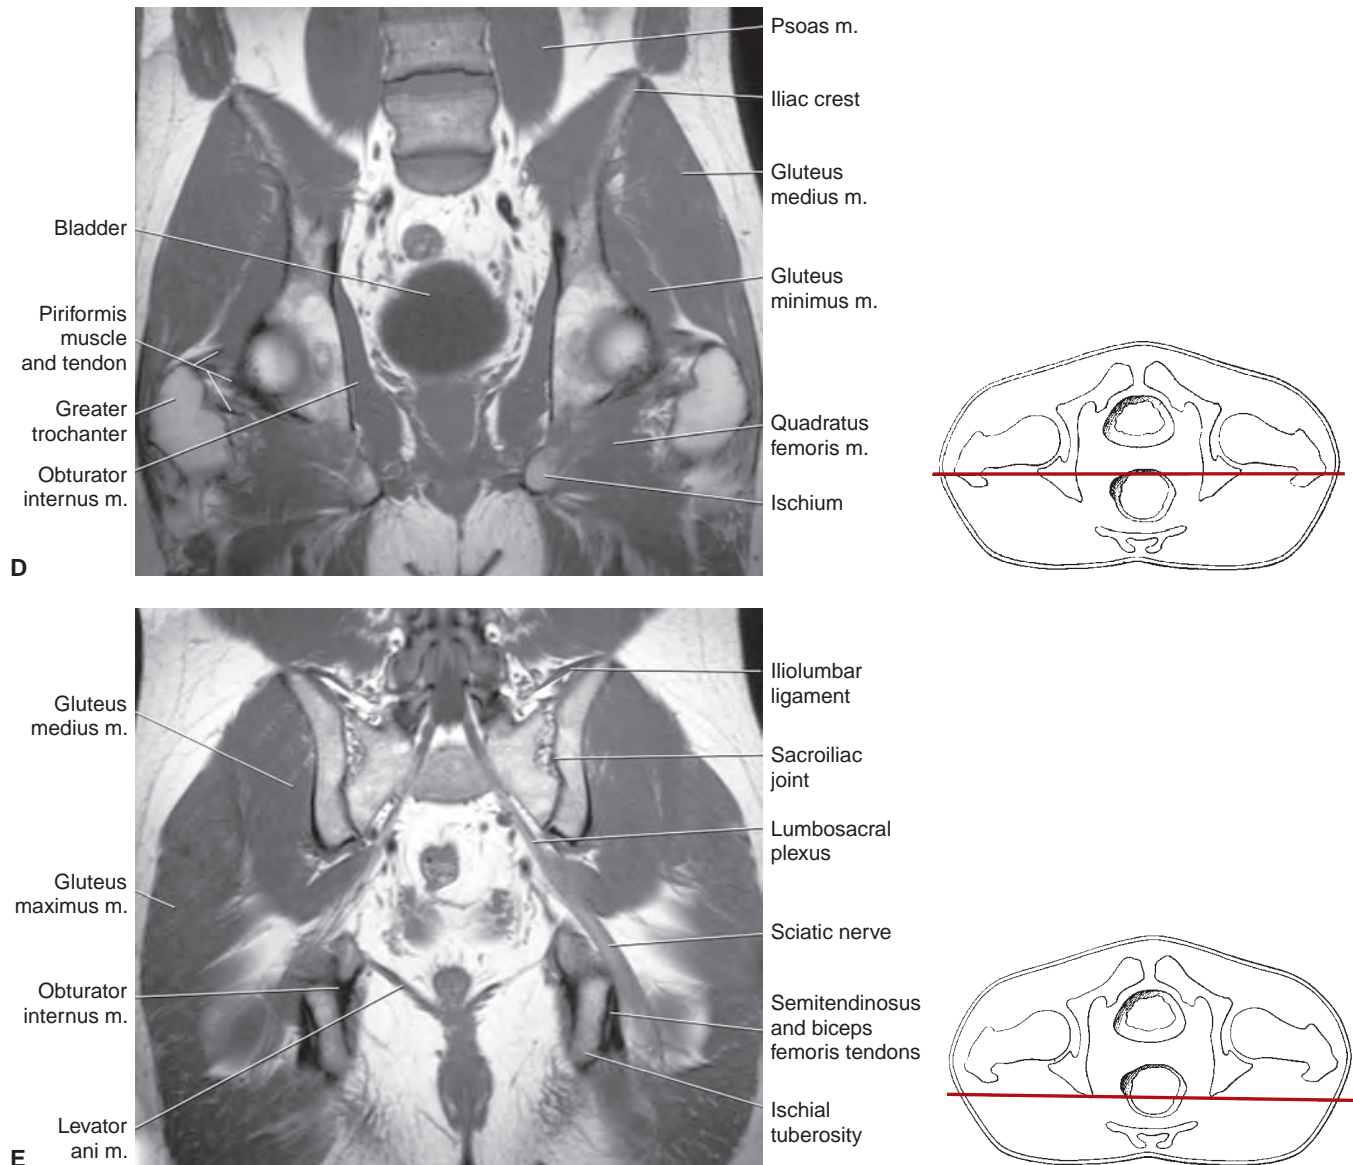 Psoas m.
Iliac crest
Gluteus
medius m.
Gluteus
minimus m.
Quadratus
femoris m.
Ischium
Bladder
Piriformis
muscle
and tendon
Greater
trochanter
Obturator
internus m.
D
Iliolumbar
ligament
Sacroiliac
joint
Lumbosacral
plexus
Sciatic nerve
Semitendinosus
and biceps
femoris tendons
Ischial
tuberosity
Gluteus
medius m.
Gluteus
maximus m.
Obturator
internus m.
Levator
ani m.
E